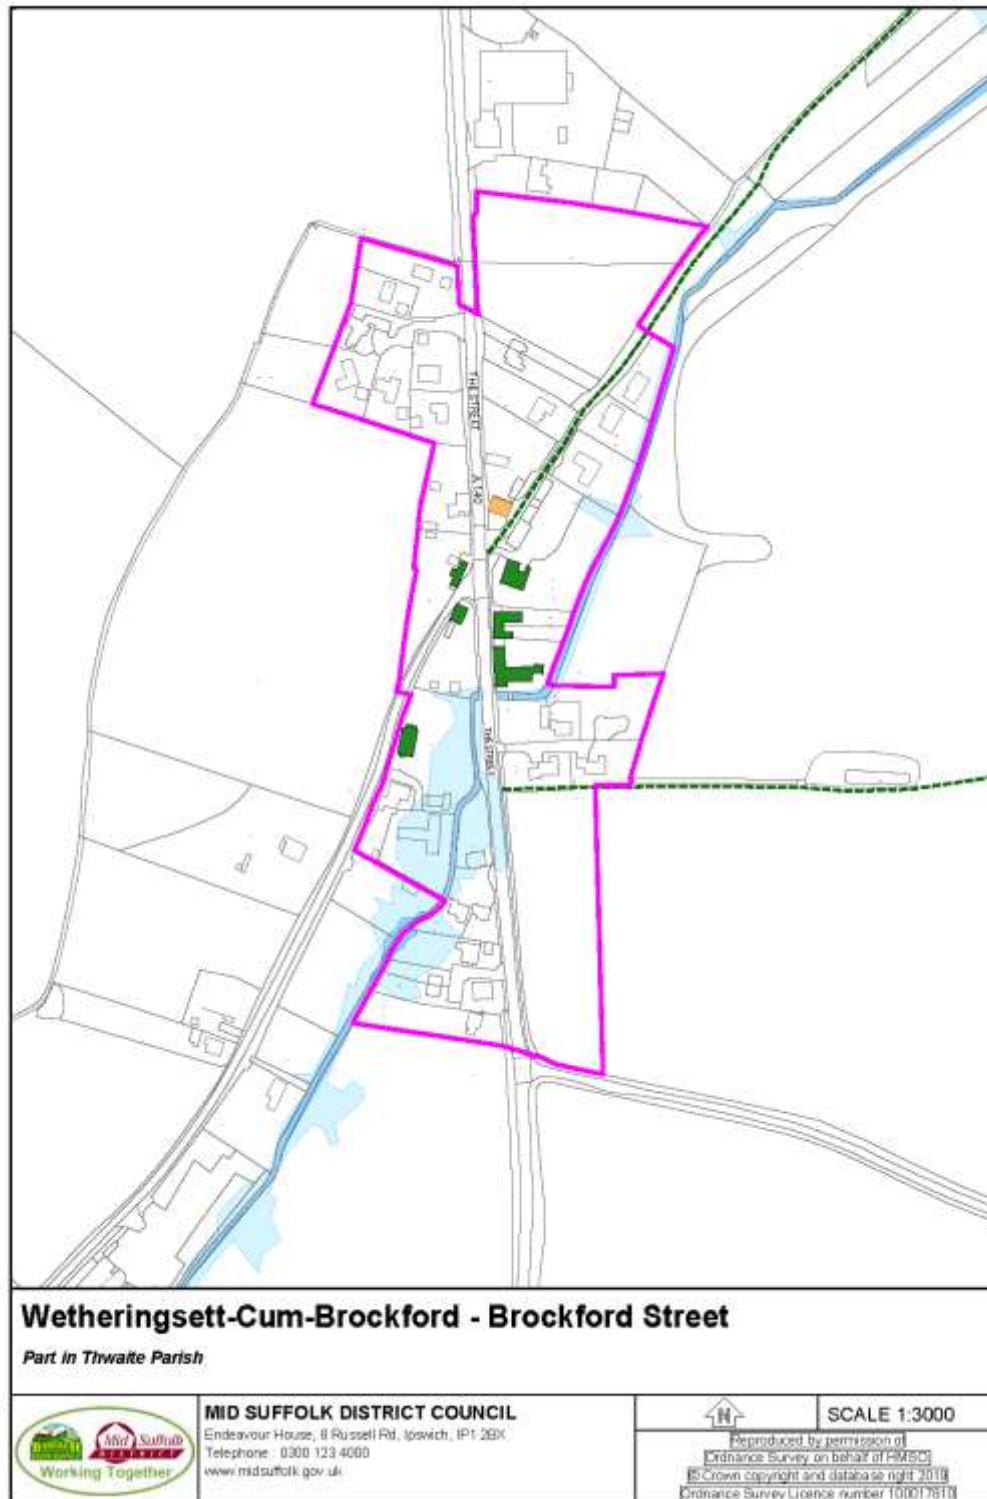 THE STREET
A140
THE STREET
Wetheringsett-Cum-Brockford - Brockford Street
Part in Thwaite Parish
Mid Suffolk
DISTRICT
Working Together
MID SUFFOLK DISTRICT COUNCIL
Endeavour House, 8 Russell Rd, Ipswich, IP1 2BX
Telephone : 0300 123 4000
www.midsuffolk.gov.uk
N
SCALE 1:3000
Reproduced by permission of
Ordnance Survey on behalf of HMSO.
© Crown copyright and database right 2019
Ordnance Survey Licence number 100017810